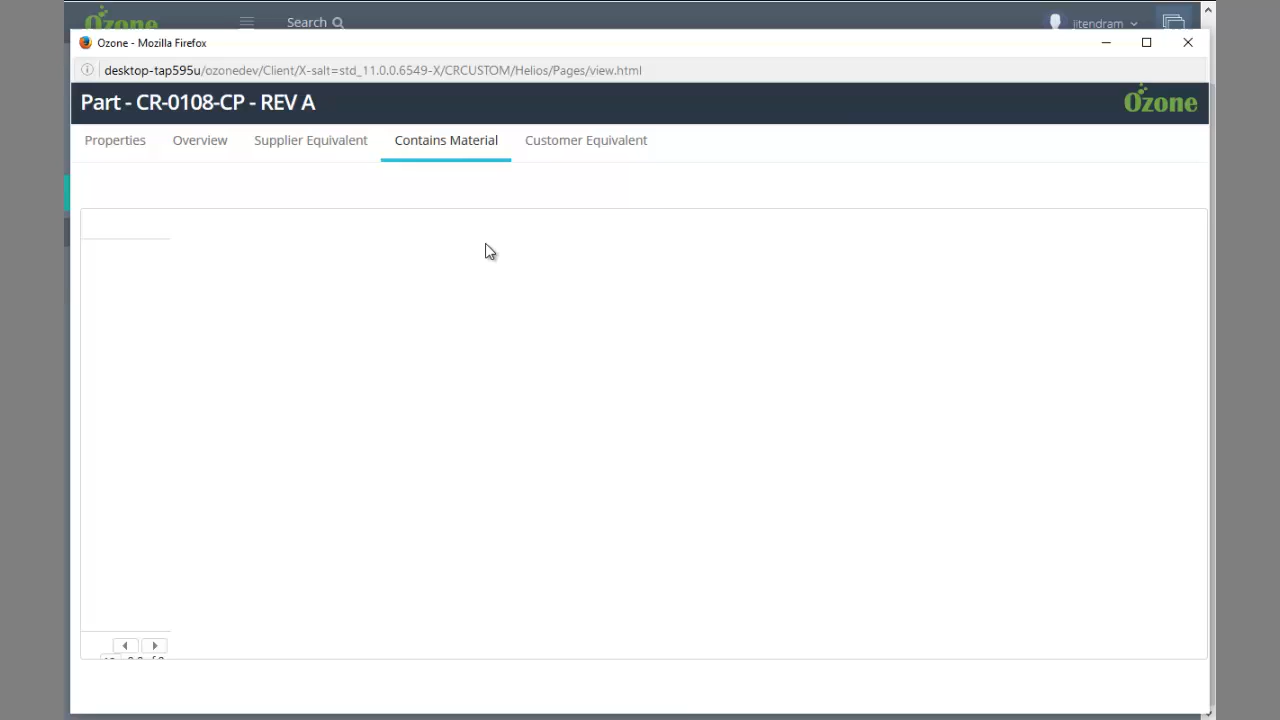 Ozone
Search
jitendram
Ozone - Mozilla Firefox
desktop-tap595u/ozonedev/Client/X-salt=std_11.0.0.6549-X/CRCUSTOM/Helios/Pages/view.html
Part - CR-0108-CP - REV A
Ozone
Properties
Overview
Supplier Equivalent
Contains Material
Customer Equivalent